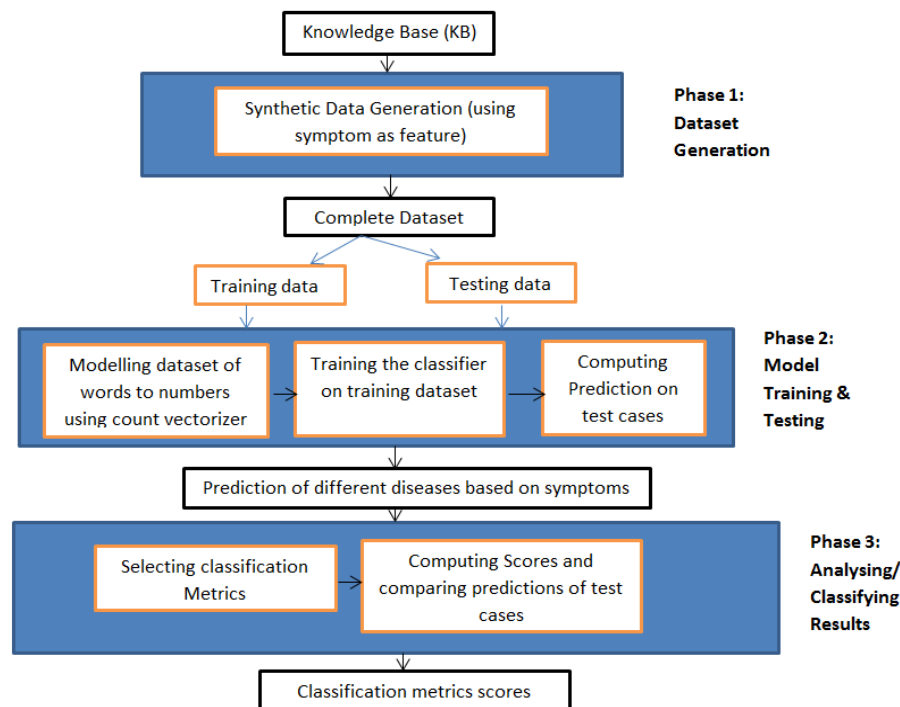 Knowledge Base (KB)
Synthetic Data Generation (using
symptom as feature)
Phase 1:
Dataset
Generation
Complete Dataset
Training data
Testing data
Modelling dataset of
words to numbers
using count vectorizer
Training the classifier
on training dataset
Computing
Prediction on
test cases
Phase 2:
Model
Training &
Testing
Prediction of different diseases based on symptoms
Selecting classification
Metrics
Computing Scores and
comparing predictions of test
cases
Phase 3:
Analysing/
Classifying
Results
Classification metrics scores